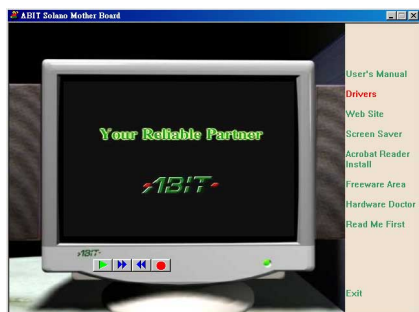 ABIT Solano Mother Board
Your Reliable Partner
ABIT
ABIT
User's Manual
Drivers
Web Site
Screen Saver
Acrobat Reader
Install
Freeware Area
Hardware Doctor
Read Me First
Exit